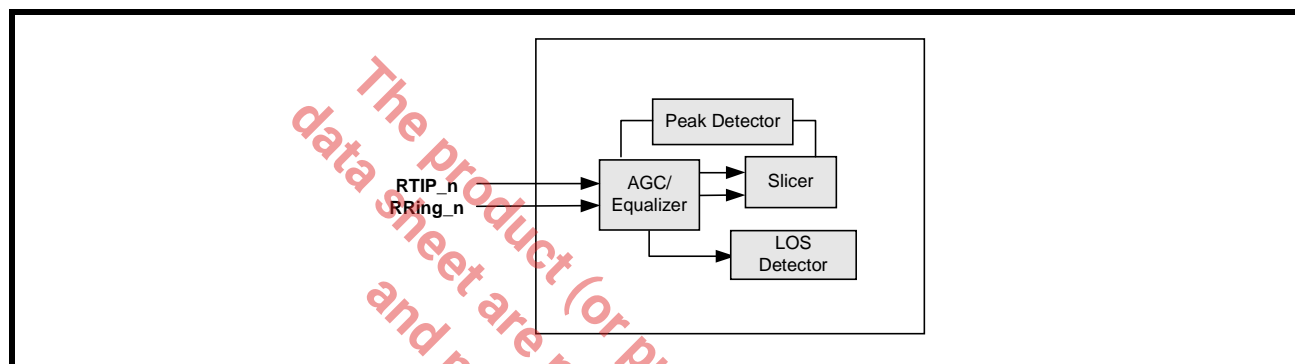 The product (or
data sheet are
and
Peak Detector
RTIP_n
RRing_n
AGC/
Equalizer
Slicer
LOS
Detector